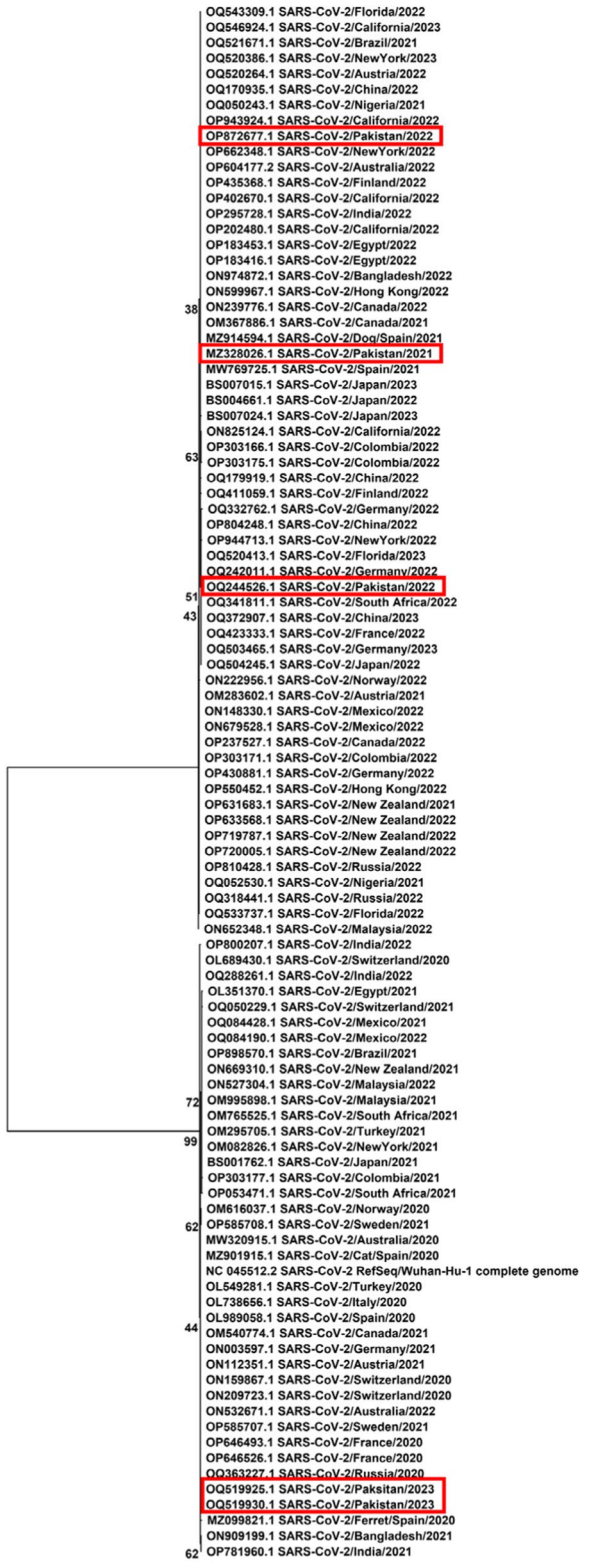 OQ543309.1 SARS-CoV-2/Florida/2022
OQ546924.1 SARS-CoV-2/California/2023
OQ521671.1 SARS-CoV-2/Brazil/2021
OQ520386.1 SARS-CoV-2/NewYork/2023
OQ520264.1 SARS-CoV-2/Austria/2022
OQ170935.1 SARS-CoV-2/China/2022
OQ050243.1 SARS-CoV-2/Nigeria/2021
OP943924.1 SARS-CoV-2/California/2022
OP872677.1 SARS-CoV-2/Pakistan/2022
OP662348.1 SARS-CoV-2/NewYork/2022
OP604177.2 SARS-CoV-2/Australia/2022
OP435368.1 SARS-CoV-2/Finland/2022
OP402670.1 SARS-CoV-2/California/2022
OP295728.1 SARS-CoV-2/India/2022
OP202480.1 SARS-CoV-2/California/2022
OP183453.1 SARS-CoV-2/Egypt/2022
OP183416.1 SARS-CoV-2/Egypt/2022
ON974872.1 SARS-CoV-2/Bangladesh/2022
ON599967.1 SARS-CoV-2/Hong Kong/2022
38 ON239776.1 SARS-CoV-2/Canada/2022
OM367886.1 SARS-CoV-2/Canada/2021
MZ914594.1 SARS-CoV-2/Dog/Spain/2021
MZ328026.1 SARS-CoV-2/Pakistan/2021
MW769725.1 SARS-CoV-2/Spain/2021
BS007015.1 SARS-CoV-2/Japan/2023
BS004661.1 SARS-CoV-2/Japan/2022
BS007024.1 SARS-CoV-2/Japan/2023
ON825124.1 SARS-CoV-2/California/2022
OP303166.1 SARS-CoV-2/Colombia/2022
63 OP303175.1 SARS-CoV-2/Colombia/2022
OQ179919.1 SARS-CoV-2/China/2022
OQ411059.1 SARS-CoV-2/Finland/2022
OQ332762.1 SARS-CoV-2/Germany/2022
OP804248.1 SARS-CoV-2/China/2022
OP944713.1 SARS-CoV-2/NewYork/2022
OQ520413.1 SARS-CoV-2/Florida/2023
OQ242011.1 SARS-CoV-2/Germany/2022
OQ244526.1 SARS-CoV-2/Pakistan/2022
51 OQ341811.1 SARS-CoV-2/South Africa/2022
43 OQ372907.1 SARS-CoV-2/China/2023
OQ423333.1 SARS-CoV-2/France/2022
OQ503465.1 SARS-CoV-2/Germany/2023
OQ504245.1 SARS-CoV-2/Japan/2022
ON222956.1 SARS-CoV-2/Norway/2022
OM283602.1 SARS-CoV-2/Austria/2021
ON148330.1 SARS-CoV-2/Mexico/2022
ON679528.1 SARS-CoV-2/Mexico/2022
OP237527.1 SARS-CoV-2/Canada/2022
OP303171.1 SARS-CoV-2/Colombia/2022
OP430881.1 SARS-CoV-2/Germany/2022
OP550452.1 SARS-CoV-2/Hong Kong/2022
OP631683.1 SARS-CoV-2/New Zealand/2021
OP633568.1 SARS-CoV-2/New Zealand/2022
OP719787.1 SARS-CoV-2/New Zealand/2022
OP720005.1 SARS-CoV-2/New Zealand/2022
OP810428.1 SARS-CoV-2/Russia/2022
OQ052530.1 SARS-CoV-2/Nigeria/2021
OQ318441.1 SARS-CoV-2/Russia/2022
OQ533737.1 SARS-CoV-2/Florida/2022
ON652348.1 SARS-CoV-2/Malaysia/2022
OP800207.1 SARS-CoV-2/India/2022
OL689430.1 SARS-CoV-2/Switzerland/2020
OQ288261.1 SARS-CoV-2/India/2022
OL351370.1 SARS-CoV-2/Egypt/2021
OQ050229.1 SARS-CoV-2/Switzerland/2021
OQ084428.1 SARS-CoV-2/Mexico/2021
OQ084190.1 SARS-CoV-2/Mexico/2022
OP898570.1 SARS-CoV-2/Brazil/2021
ON669310.1 SARS-CoV-2/New Zealand/2021
ON527304.1 SARS-CoV-2/Malaysia/2022
72 OM995898.1 SARS-CoV-2/Malaysia/2021
OM765525.1 SARS-CoV-2/South Africa/2021
OM295705.1 SARS-CoV-2/Turkey/2021
99 OM082826.1 SARS-CoV-2/NewYork/2021
BS001762.1 SARS-CoV-2/Japan/2021
OP303177.1 SARS-CoV-2/Colombia/2021
OP053471.1 SARS-CoV-2/South Africa/2021
OM616037.1 SARS-CoV-2/Norway/2020
62 OP585708.1 SARS-CoV-2/Sweden/2021
MW320915.1 SARS-CoV-2/Australia/2020
MZ901915.1 SARS-CoV-2/Cat/Spain/2020
NC 045512.2 SARS-CoV-2 RefSeq/Wuhan-Hu-1 complete genome
OL549281.1 SARS-CoV-2/Turkey/2020
OL738656.1 SARS-CoV-2/Italy/2020
OL989058.1 SARS-CoV-2/Spain/2020
44 OM540774.1 SARS-CoV-2/Canada/2021
ON003597.1 SARS-CoV-2/Germany/2021
ON112351.1 SARS-CoV-2/Austria/2021
ON159867.1 SARS-CoV-2/Switzerland/2020
ON209723.1 SARS-CoV-2/Switzerland/2020
ON532671.1 SARS-CoV-2/Australia/2022
OP585707.1 SARS-CoV-2/Sweden/2021
OP646493.1 SARS-CoV-2/France/2020
OP646526.1 SARS-CoV-2/France/2020
OQ363227.1 SARS-CoV-2/Russia/2020
OQ519925.1 SARS-CoV-2/Paksitan/2023
OQ519930.1 SARS-CoV-2/Pakistan/2023
MZ099821.1 SARS-CoV-2/Ferret/Spain/2020
ON909199.1 SARS-CoV-2/Bangladesh/2021
62 OP781960.1 SARS-CoV-2/India/2021